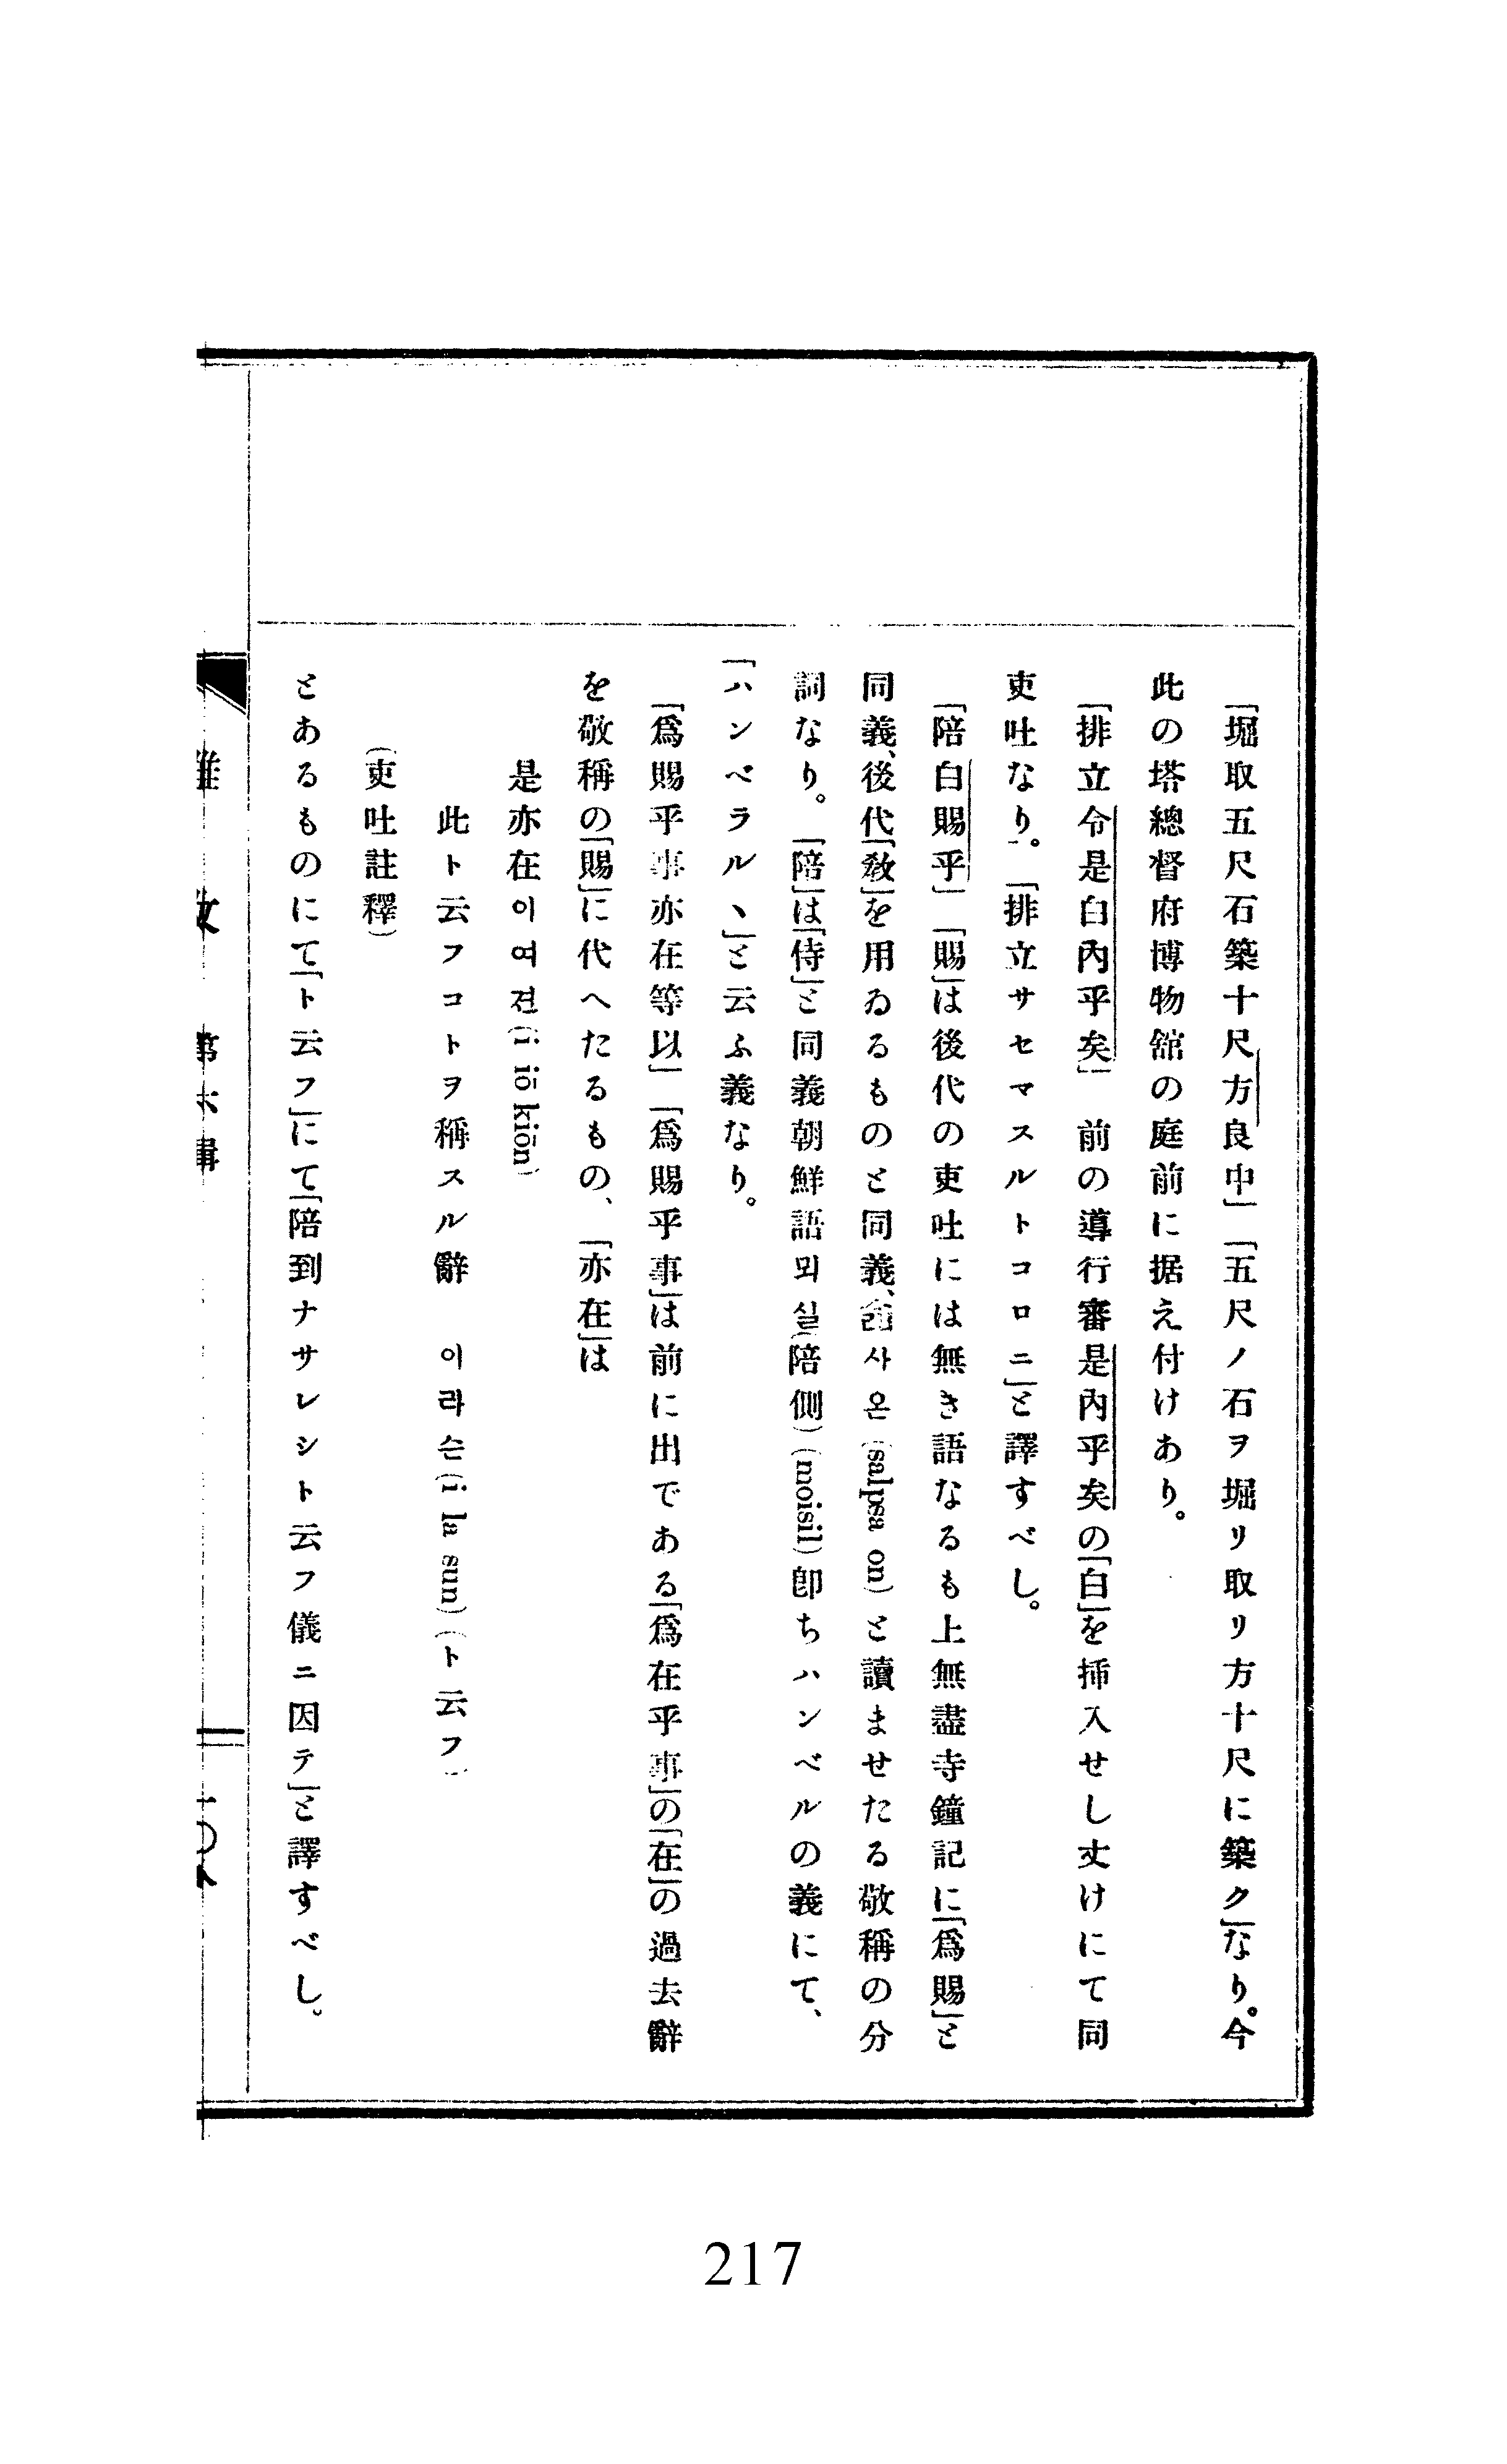 「堀取五尺石築十尺方良中」「五尺ノ石ヲ堀リ取リ方十尺に築ク」なり。今
此の塔總督府博物舘の庭前に据え付けあり。
「排立令是白內乎矣」　前の導行審是內乎矣の「白」を揷入せし丈けにて同
吏吐なり。「排立サセマスルトコロニ」と譯すべし。
「陪白賜乎」「賜」は後代の吏吐には無き語なるも上無盡寺鐘記に「爲賜」と
同義、後代「敎」を用ゐるものと同義、사온(salpsa on)と讀ませたる敬稱の分
詞なり。「陪」は「侍」と同義朝鮮語뫼실(陪側)(moisil)卽ちハンベルの義にて、
「ハンベラル、」と云ふ義なり。
「爲賜乎事亦在等以」「爲賜乎事」は前に出である「爲在乎事」の「在」の過去辭
を敬稱の「賜」に代へたるもの、「亦在」は
是亦在이여젼(i iō kiōn)
此ト云フコトヲ稱スル辭　이라슨(i la sun)(ト云フ)
(吏吐註釋)
とあるものにて「ト云フ」にて「陪到ナサレシト云フ儀ニ因テ」と譯すべし。
第六輯
217